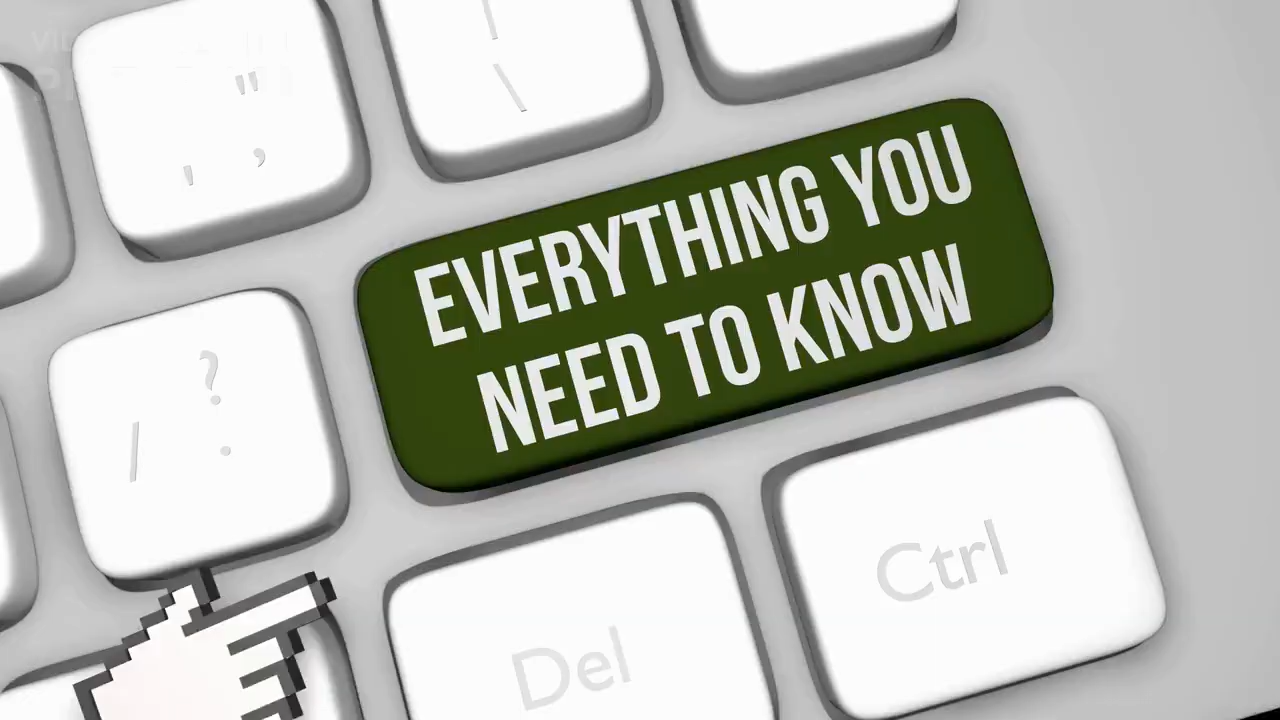 " ' ,
|
\
EVERYTHING YOU
NEED TO KNOW
?
/ .
Ctrl
Del